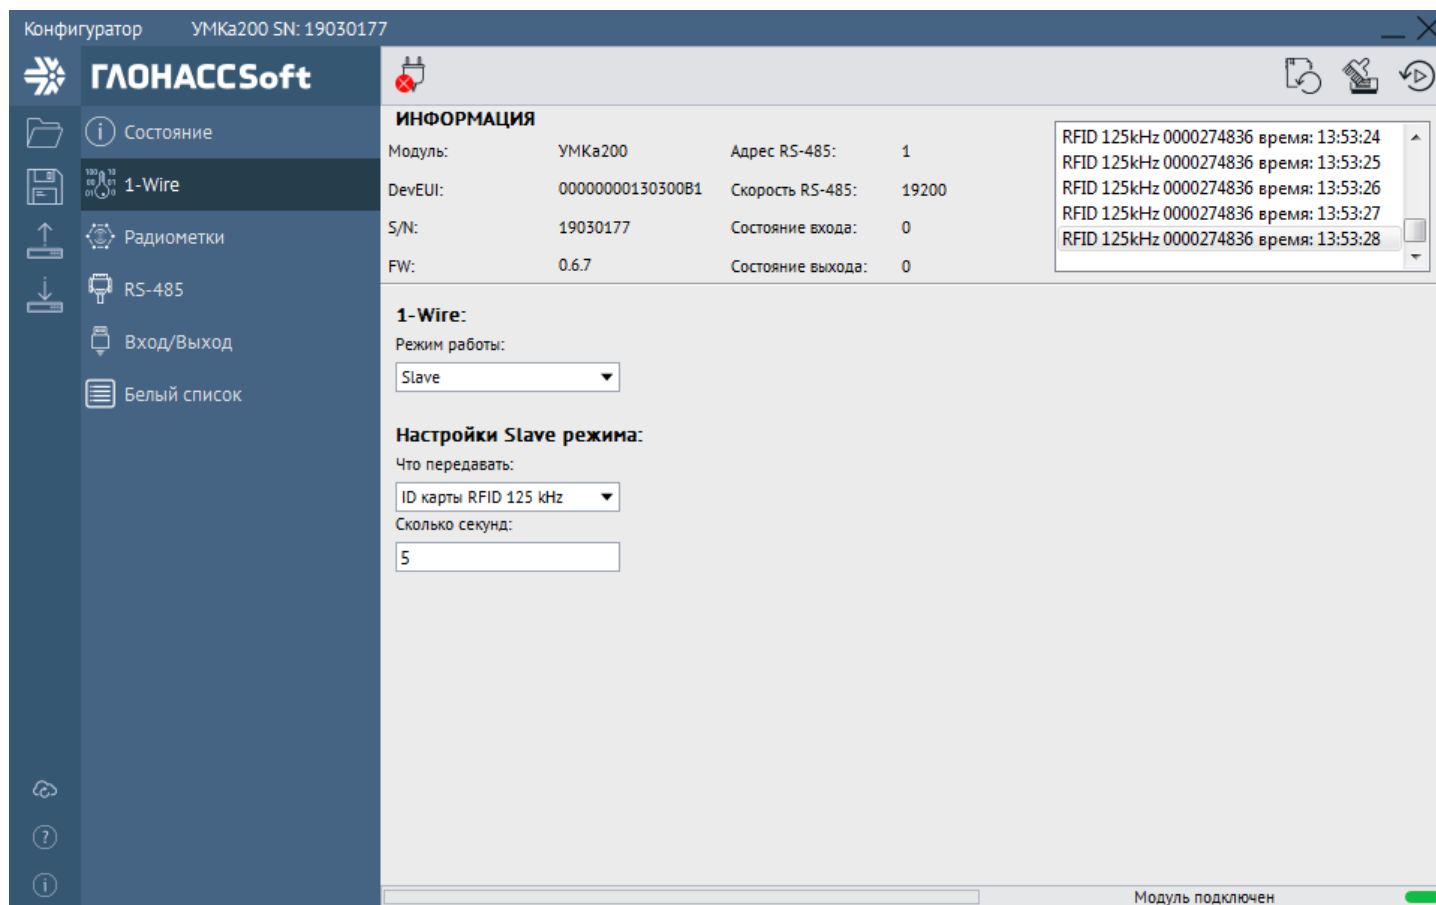 Конфигуратор УМКа200 SN: 19030177
ГЛОНАССSoft
Состояние
1-Wire
Радиометки
RS-485
Вход/Выход
Белый список
ИНФОРМАЦИЯ
Модуль: УМКа200 Адрес RS-485: 1
DevEUI: 00000000130300B1 Скорость RS-485: 19200
S/N: 19030177 Состояние входа: 0
FW: 0.6.7 Состояние выхода: 0
RFID 125kHz 0000274836 время: 13:53:24
RFID 125kHz 0000274836 время: 13:53:25
RFID 125kHz 0000274836 время: 13:53:26
RFID 125kHz 0000274836 время: 13:53:27
RFID 125kHz 0000274836 время: 13:53:28
1-Wire:
Режим работы:
Slave
Настройки Slave режима:
Что передавать:
ID карты RFID 125 kHz
Сколько секунд:
5
Модуль подключен